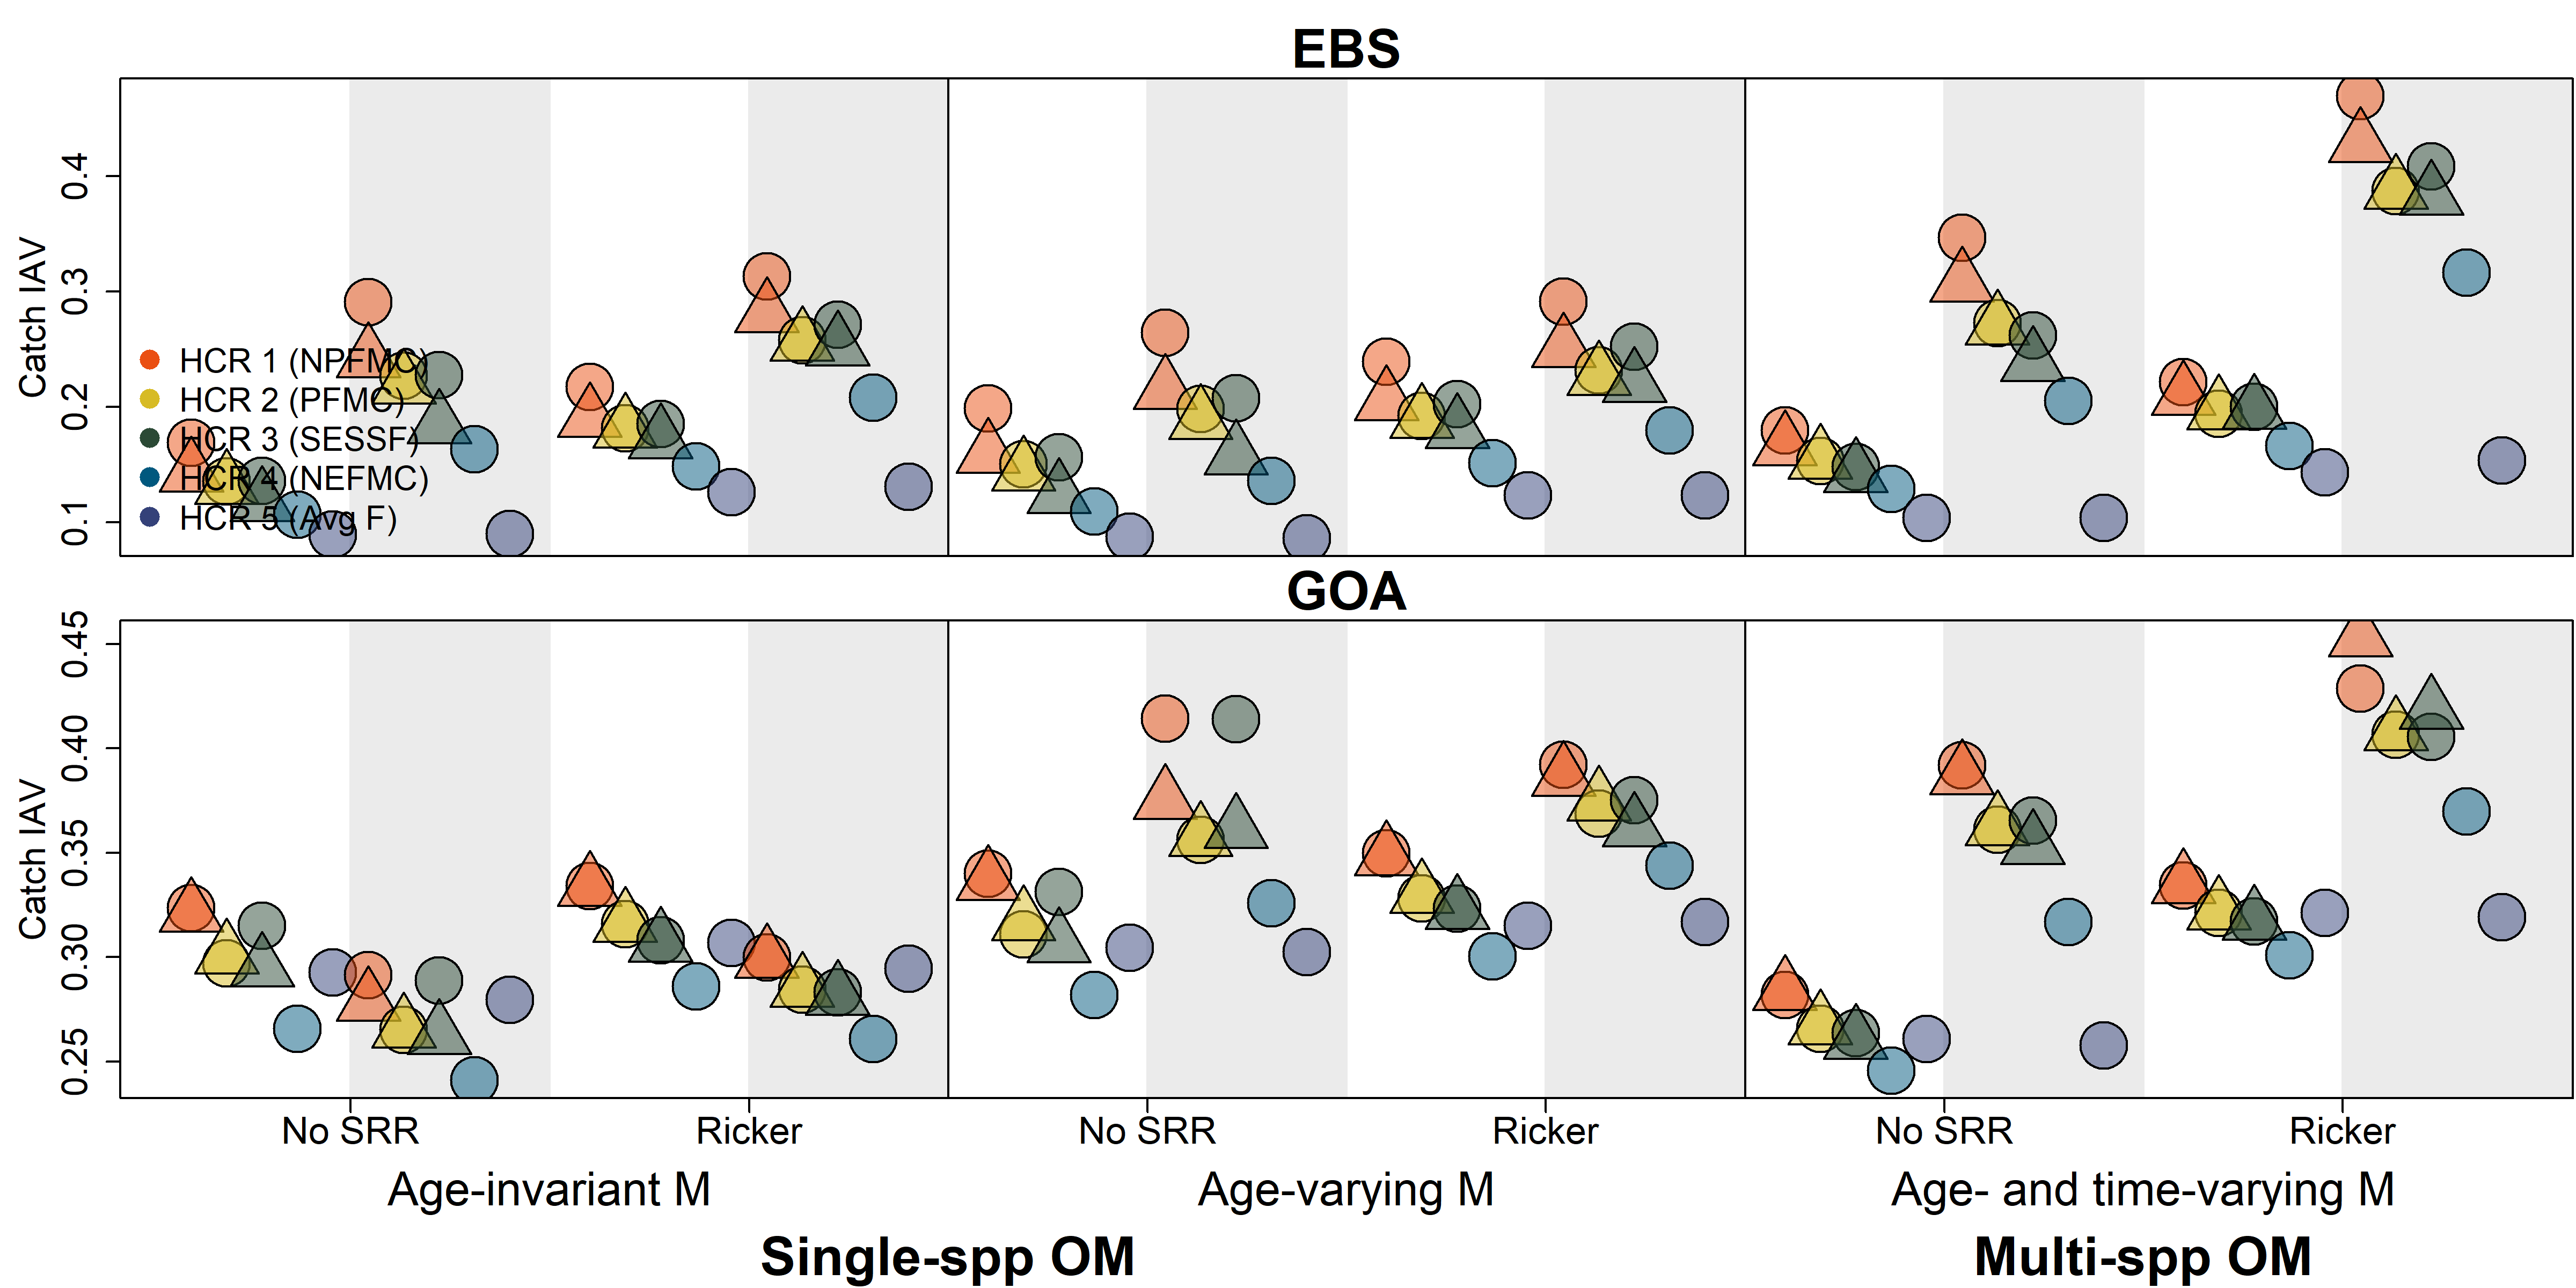 EBS
Catch IAV
0.4
0.3
0.2
0.1
HCR 1 (NPFMC)
HCR 2 (PFMC)
HCR 3 (SESSF)
HCR 4 (NEFMC)
HCR 5 (Avg F)
GOA
Catch IAV
0.45
0.40
0.35
0.30
0.25
No SRR Ricker No SRR Ricker No SRR Ricker
Age-invariant M Age-varying M Age- and time-varying M
Single-spp OM Multi-spp OM